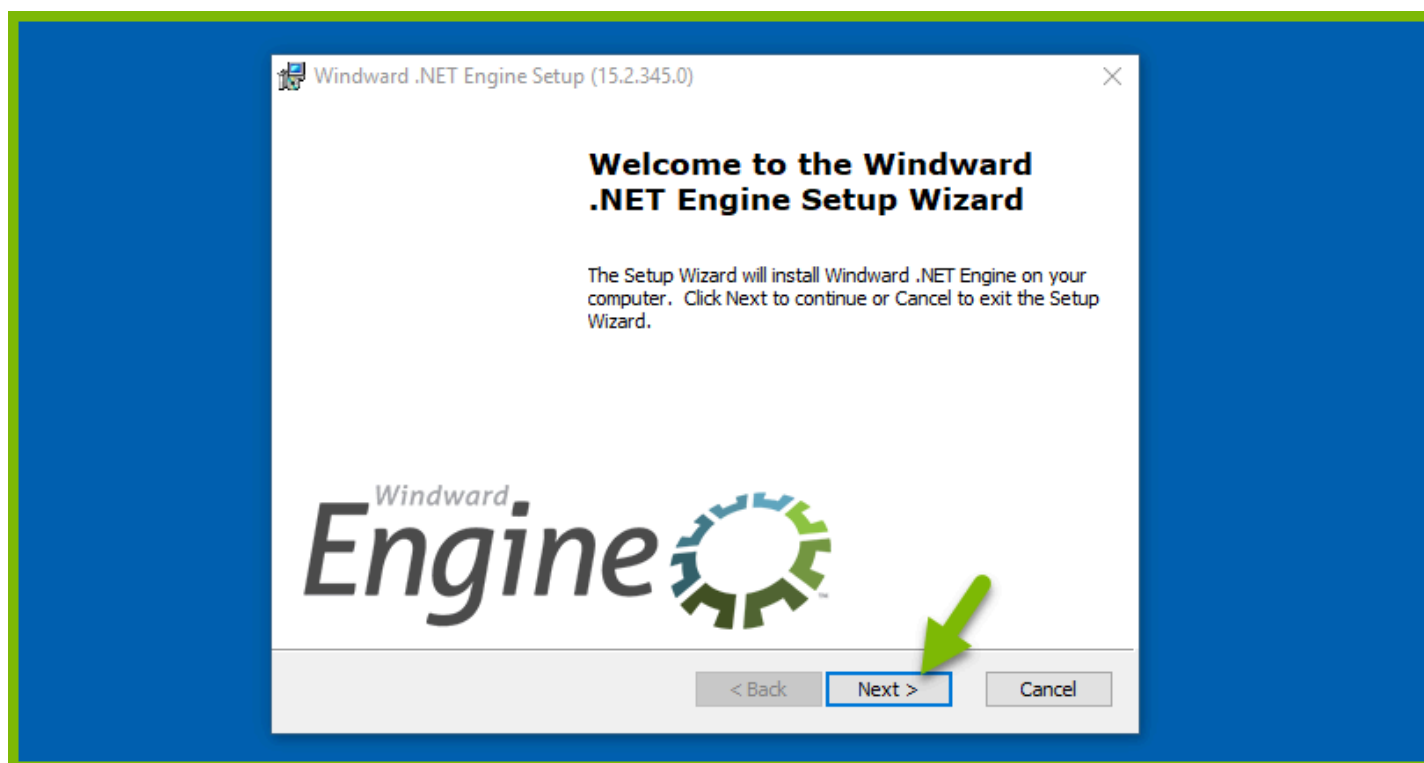 Windward .NET Engine Setup (15.2.345.0)
Welcome to the Windward
.NET Engine Setup Wizard
The Setup Wizard will install Windward .NET Engine on your
computer.  Click Next to continue or Cancel to exit the Setup
Wizard.
Windward
Engine
™
< Back
Next >
Cancel